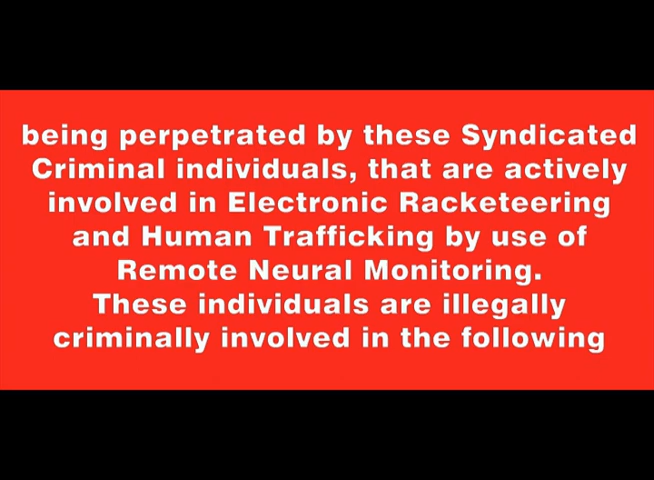 being perpetrated by these Syndicated
Criminal individuals, that are actively
involved in Electronic Racketeering
and Human Trafficking by use of
Remote Neural Monitoring.
These individuals are illegally
criminally involved in the following